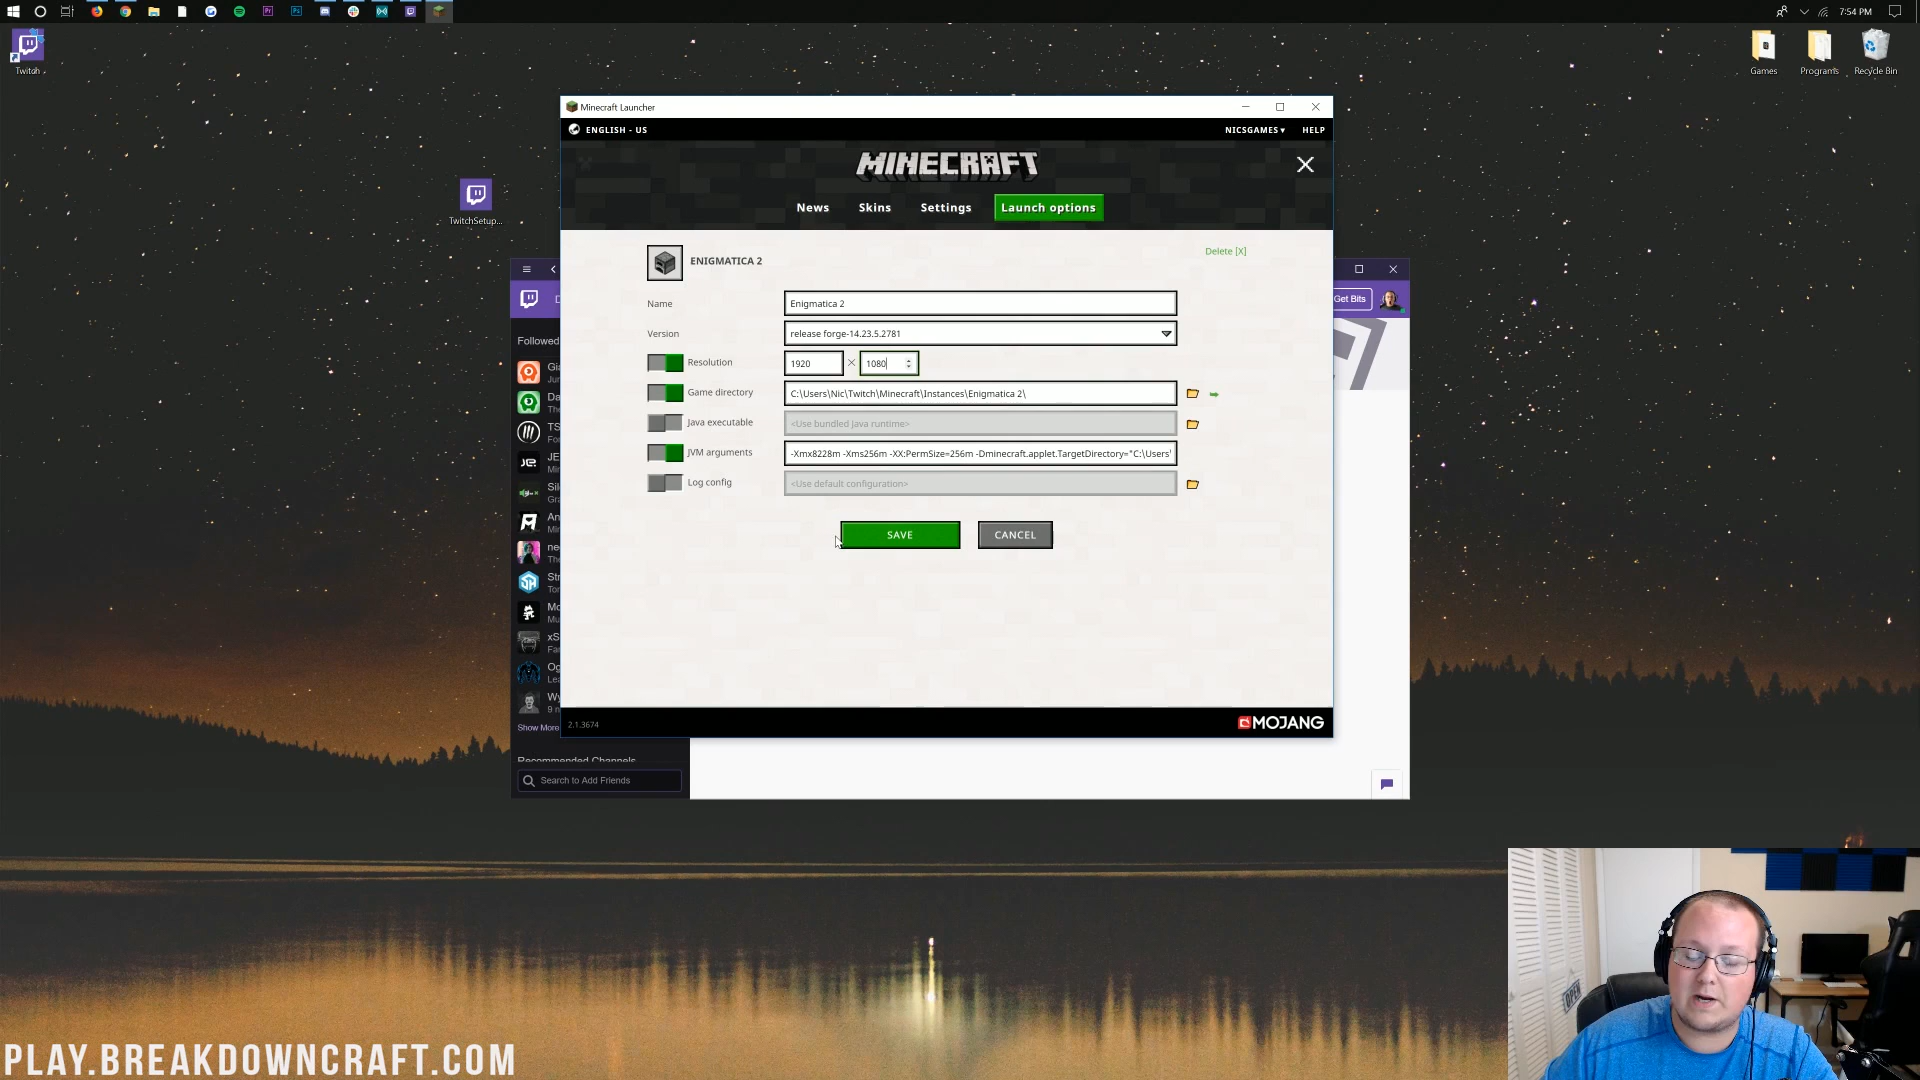 7:54 PM
Twitch
Games
Programs
Recycle Bin
TwitchSetup...
Minecraft Launcher
ENGLISH - US
NICSGAMES
HELP
MINECRAFT
News
Skins
Settings
Launch options
ENIGMATICA 2
Delete [X]
Name
Enigmatica 2
Version
release forge-14.23.5.2781
Resolution
1920
1080
Game directory
C:\Users\Nic\Twitch\Minecraft\Instances\Enigmatica 2\
Java executable
<Use bundled Java runtime>
JVM arguments
-Xmx8228m -Xms256m -XX:PermSize=256m -Dminecraft.applet.TargetDirectory="C:\Users\
Log config
<Use default configuration>
SAVE
CANCEL
2.1.3674
MOJANG
Get Bits
Followed
Show More
Recommended Channels
Search to Add Friends
OPEN
PLAY.BREAKDOWNCRAFT.COM